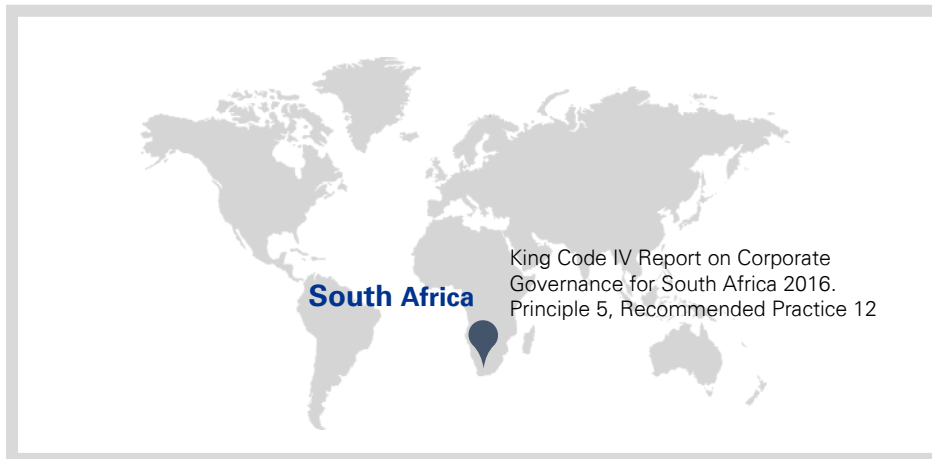 South Africa
King Code IV Report on Corporate
Governance for South Africa 2016.
Principle 5, Recommended Practice 12